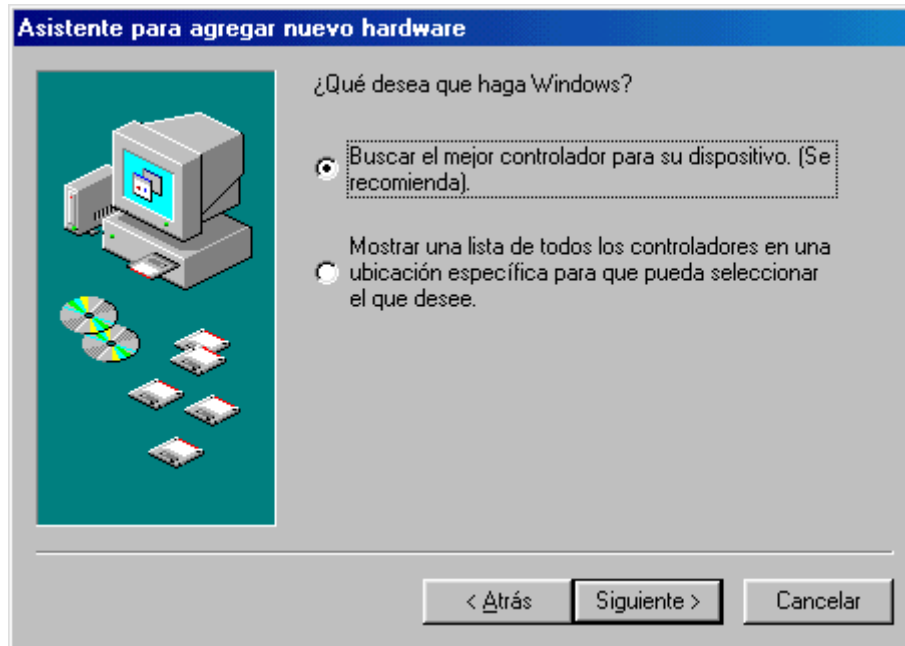 Asistente para agregar nuevo hardware
¿Qué desea que haga Windows?
Buscar el mejor controlador para su dispositivo. (Se
recomienda).
Mostrar una lista de todos los controladores en una
ubicación específica para que pueda seleccionar
el que desee.
< Atrás Siguiente > Cancelar